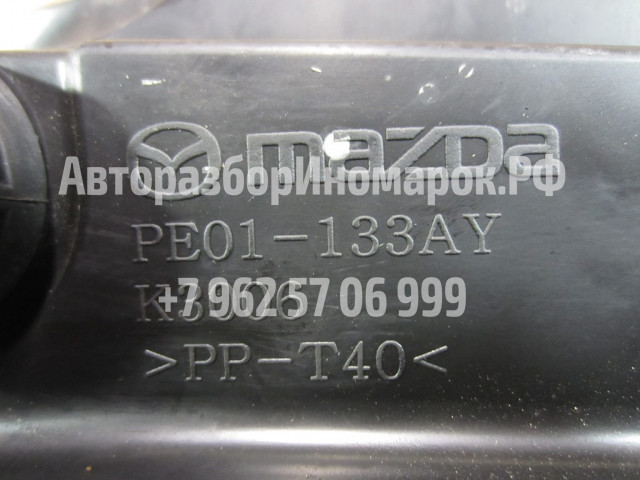 mazda
АвторазборИномарок.РФ
PE01-133AY
+7 962 57 06 999
>PP-T40<